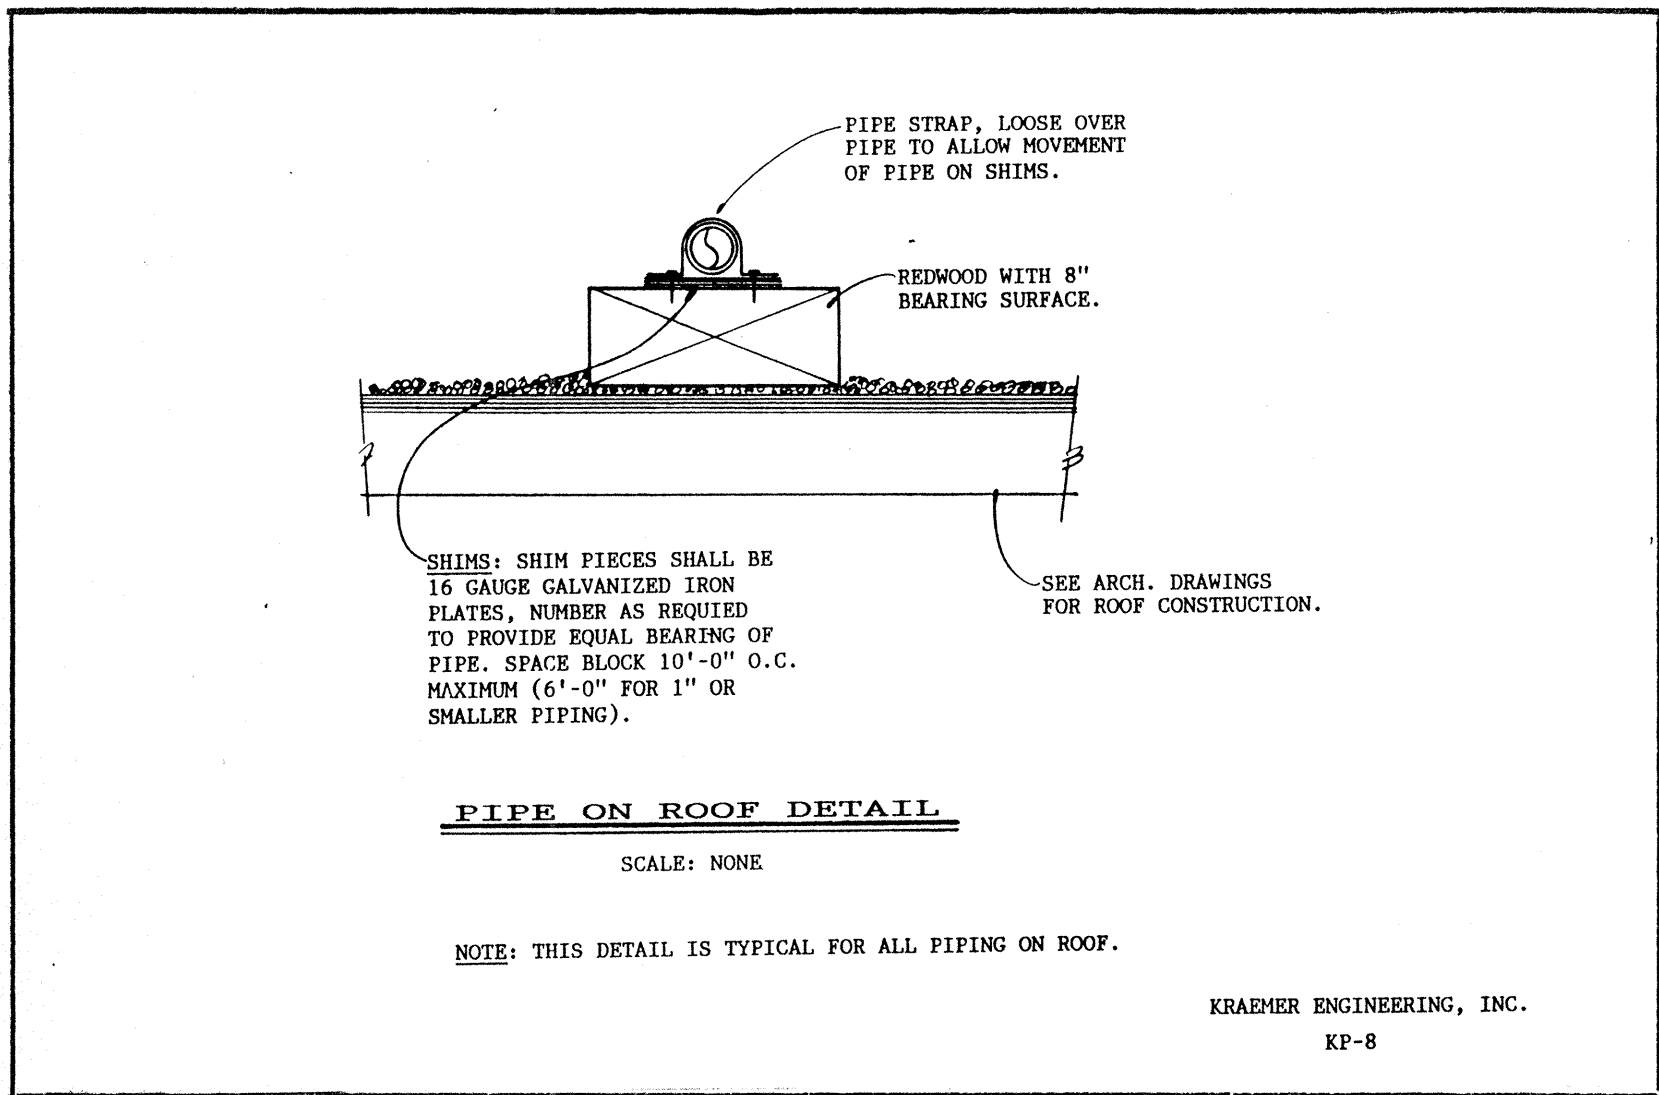 PIPE STRAP, LOOSE OVER
PIPE TO ALLOW MOVEMENT
OF PIPE ON SHIMS.
REDWOOD WITH 8"
BEARING SURFACE.
SHIMS: SHIM PIECES SHALL BE
16 GAUGE GALVANIZED IRON
PLATES, NUMBER AS REQUIED
TO PROVIDE EQUAL BEARING OF
PIPE. SPACE BLOCK 10'-0" O.C.
MAXIMUM (6'-0" FOR 1" OR
SMALLER PIPING).
SEE ARCH. DRAWINGS
FOR ROOF CONSTRUCTION.
PIPE ON ROOF DETAIL
SCALE: NONE
NOTE: THIS DETAIL IS TYPICAL FOR ALL PIPING ON ROOF.
KRAEMER ENGINEERING, INC.
KP-8